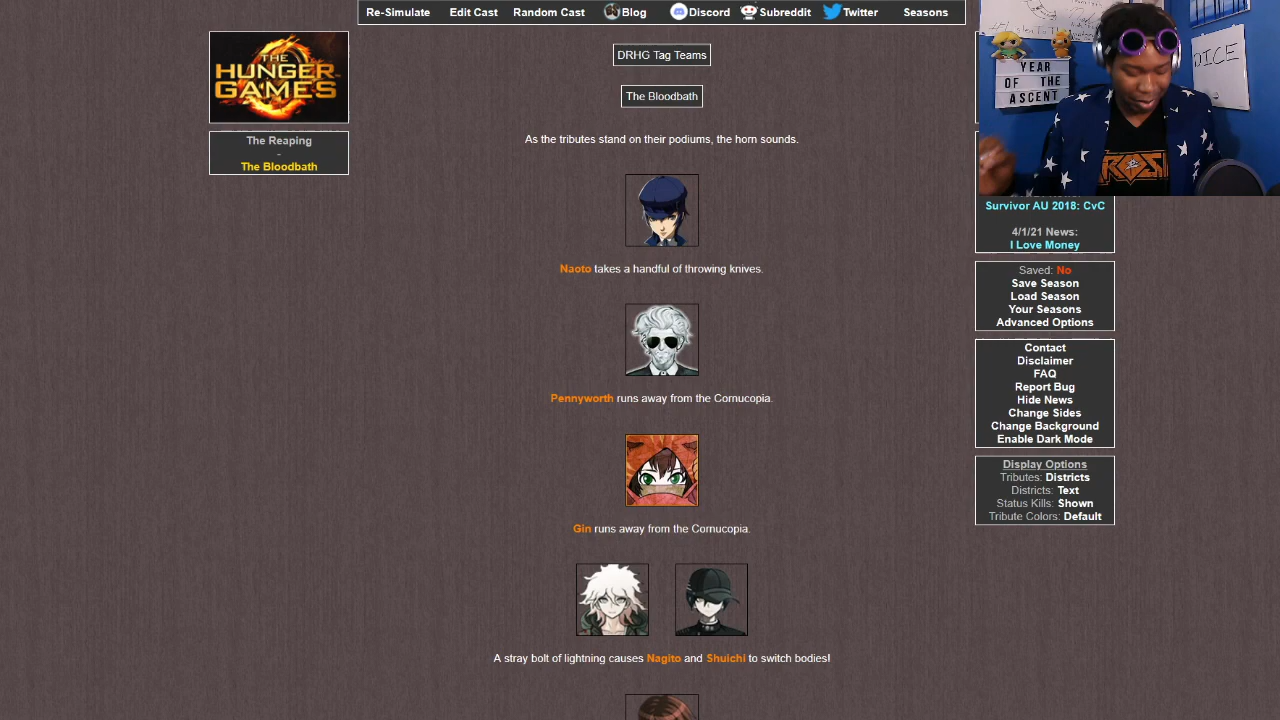 Re-Simulate Edit Cast Random Cast Blog Discord Subreddit Twitter Seasons
THE
HUNGER
GAMES
The Reaping
-
The Bloodbath
DRHG Tag Teams
The Bloodbath
As the tributes stand on their podiums, the horn sounds.
Naoto takes a handful of throwing knives.
Pennyworth runs away from the Cornucopia.
Gin runs away from the Cornucopia.
A stray bolt of lightning causes Nagito and Shuichi to switch bodies!
YEAR
OF THE
ASCENT
DICE
Survivor AU 2018: CvC
4/1/21 News:
I Love Money
Saved: No
Save Season
Load Season
Your Seasons
Advanced Options
Contact
Disclaimer
FAQ
Report Bug
Hide News
Change Sides
Change Background
Enable Dark Mode
Display Options
Tributes: Districts
Districts: Text
Status Kills: Shown
Tribute Colors: Default